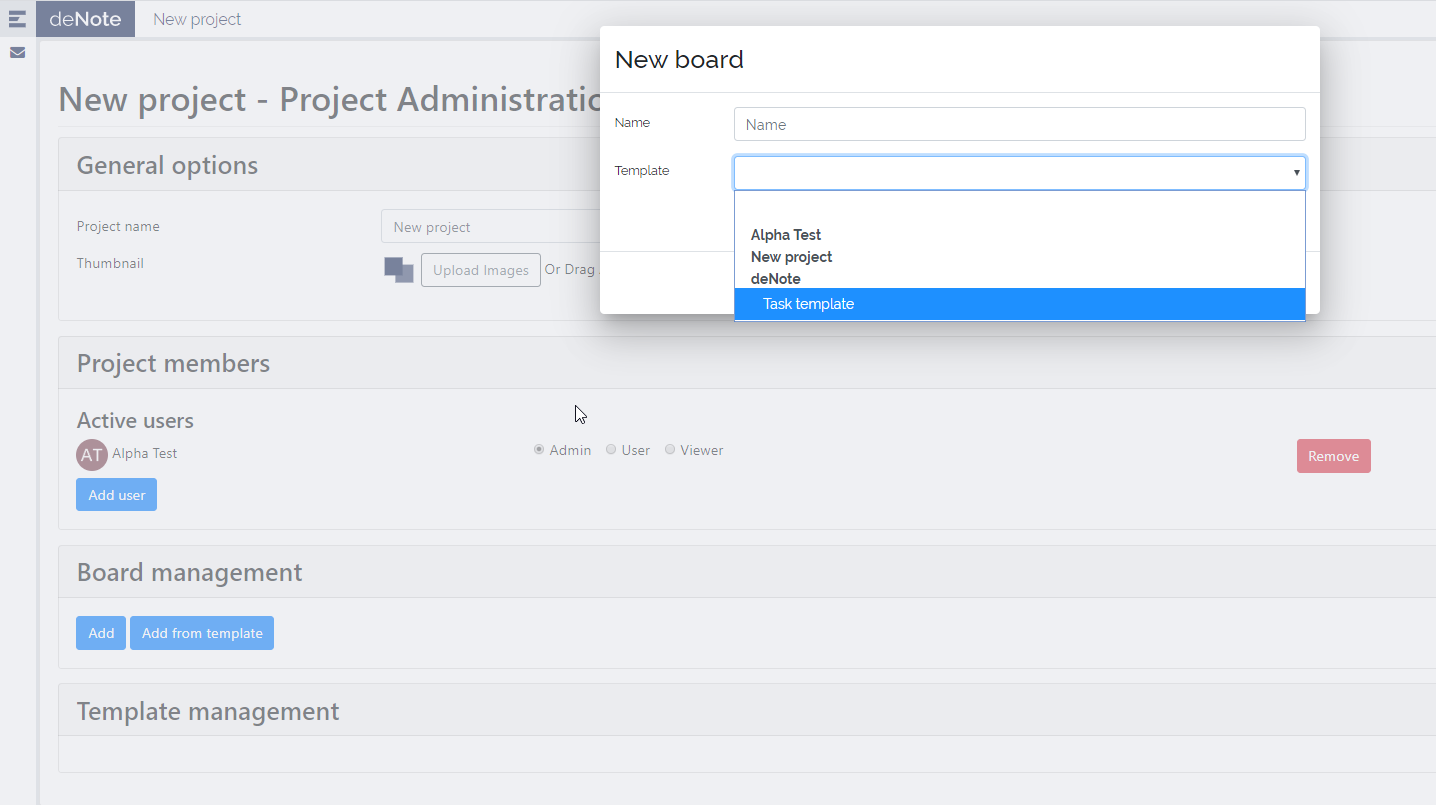 deNote New project
New project - Project Administratio
General options
Project name
New project
Thumbnail
Upload Images Or Drag
New board
Name
Name
Template
Alpha Test
New project
deNote
Task template
Project members
Active users
AT Alpha Test
Admin User Viewer
Remove
Add user
Board management
Add Add from template
Template management